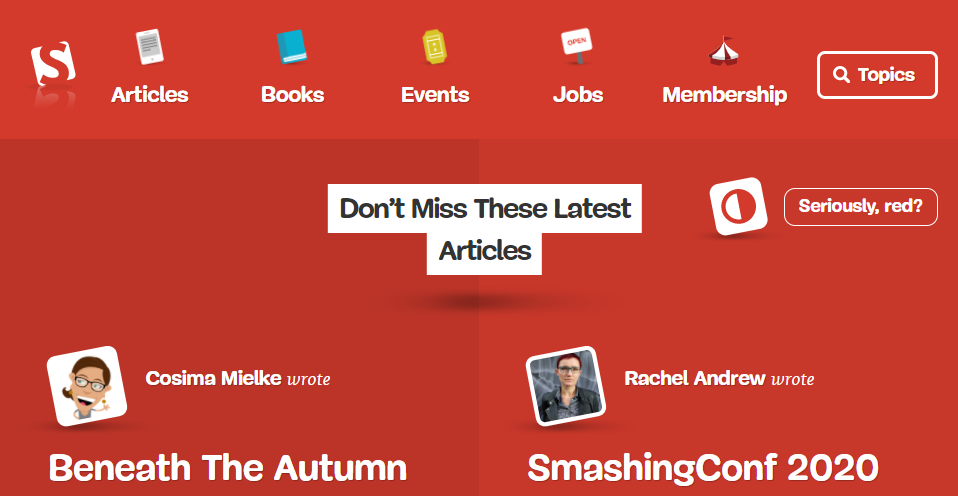 Articles
Books
Events
OPEN
Jobs
Membership
Topics
Don’t Miss These Latest
Articles
Seriously, red?
Cosima Mielke wrote
Rachel Andrew wrote
Beneath The Autumn
SmashingConf 2020